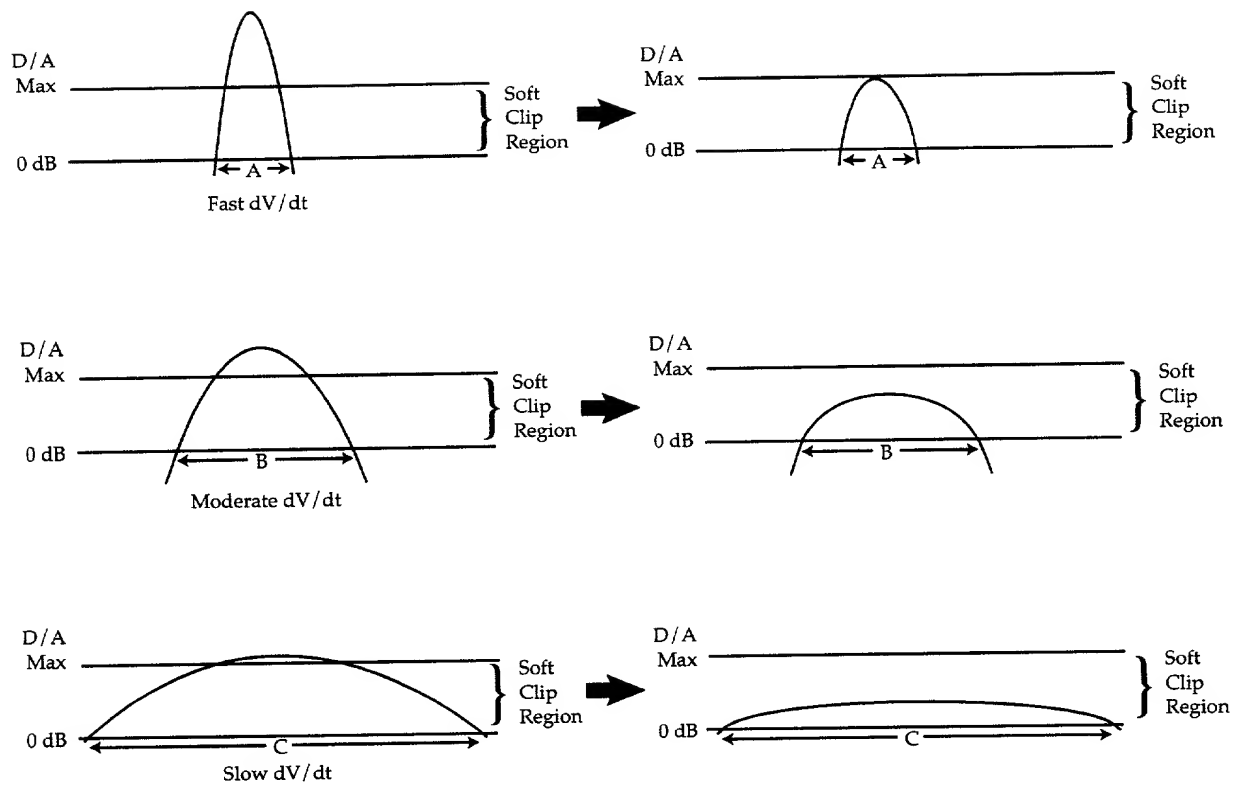 D/A
Max
Soft
Clip
Region
0 dB
A
Fast dV/dt
D/A
Max
Soft
Clip
Region
0 dB
A
D/A
Max
Soft
Clip
Region
0 dB
B
Moderate dV/dt
D/A
Max
Soft
Clip
Region
0 dB
B
D/A
Max
Soft
Clip
Region
0 dB
C
Slow dV/dt
D/A
Max
Soft
Clip
Region
0 dB
C